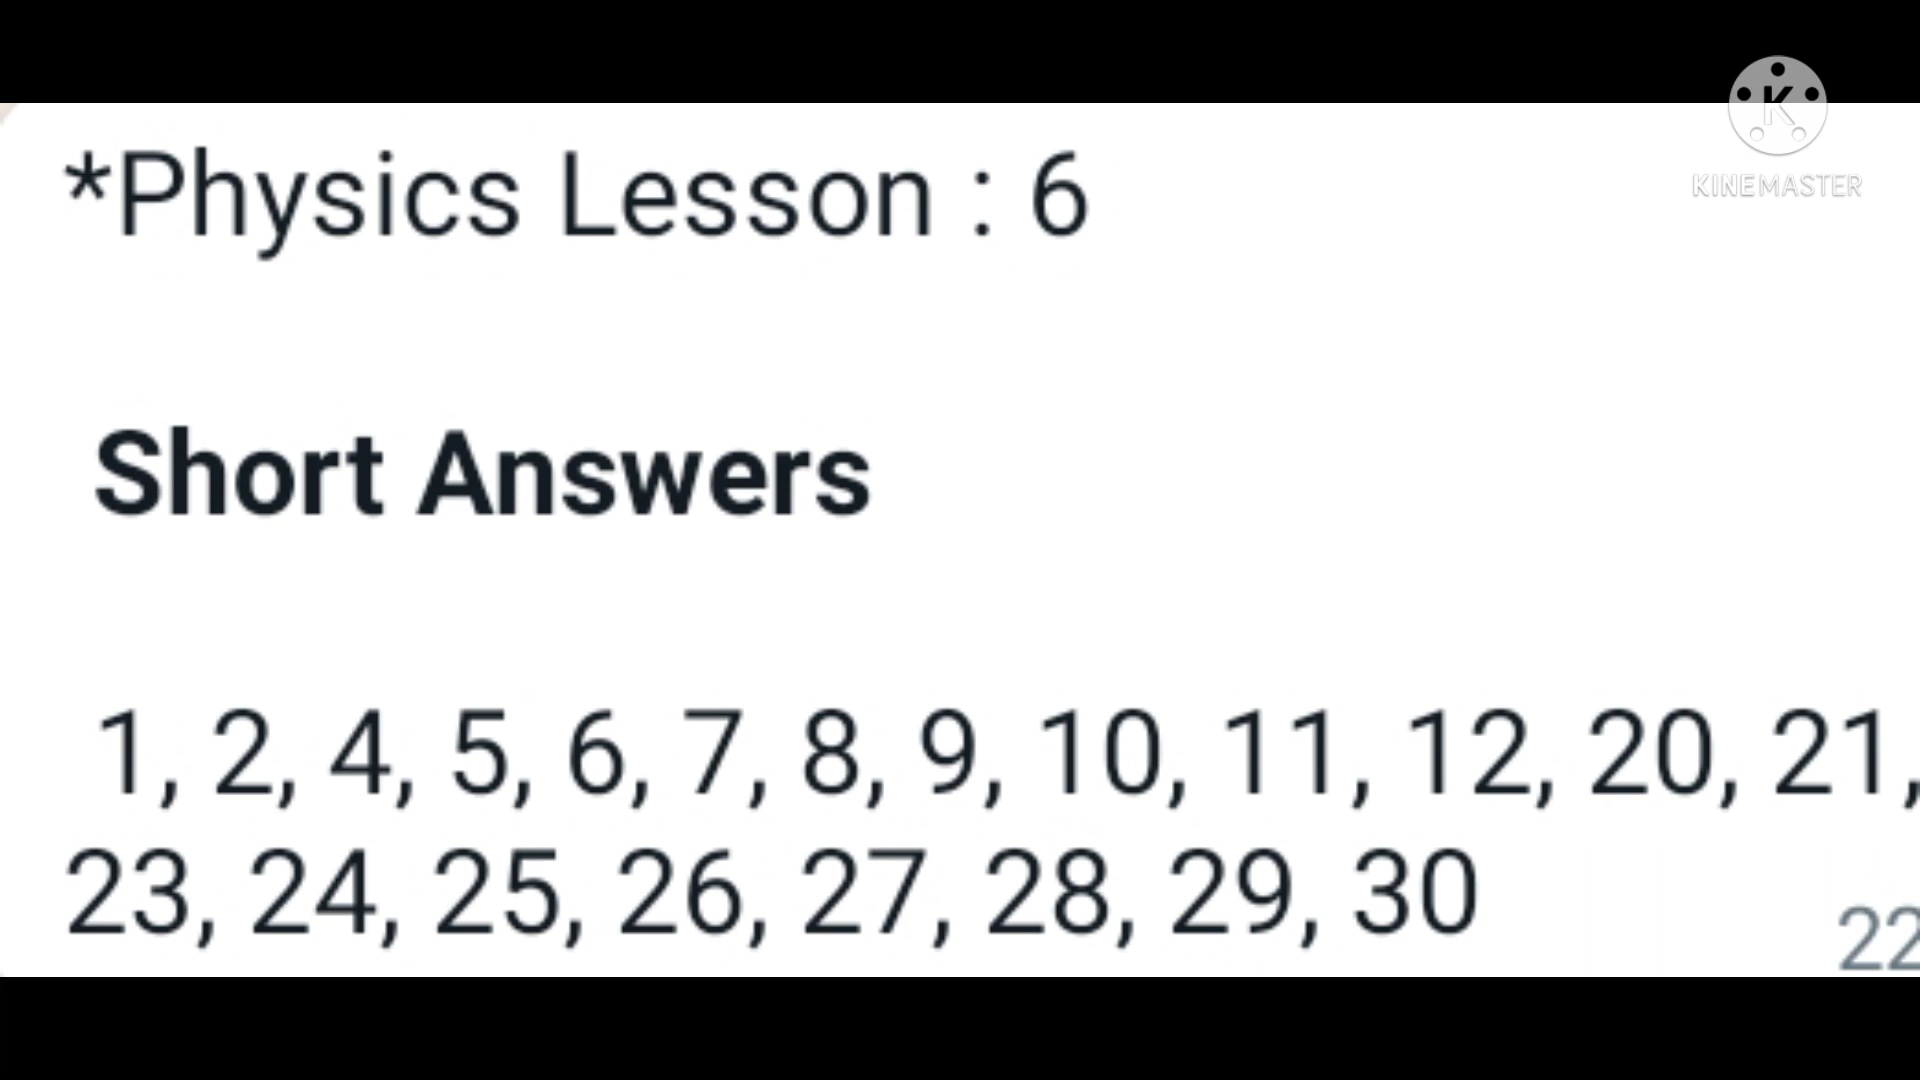 *Physics Lesson : 6
K
KINEMASTER
Short Answers
1, 2, 4, 5, 6, 7, 8, 9, 10, 11, 12, 20, 21,
23, 24, 25, 26, 27, 28, 29, 30
22